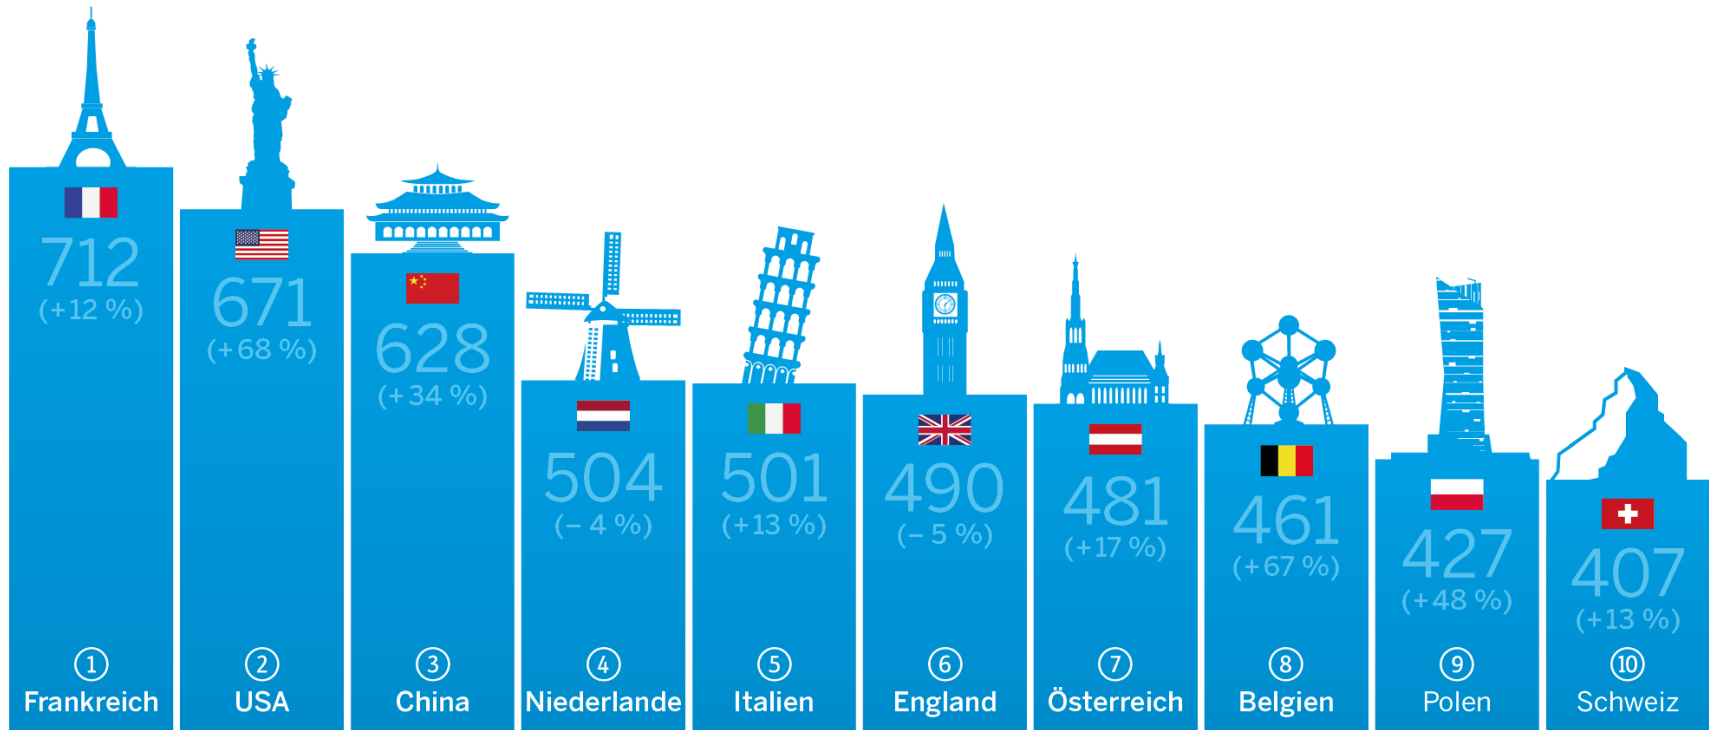 712
(+12 %)
①
Frankreich
671
(+68 %)
②
USA
628
(+34 %)
③
China
504
(– 4 %)
④
Niederlande
501
(+13 %)
⑤
Italien
490
(– 5 %)
⑥
England
481
(+17 %)
⑦
Österreich
461
(+67 %)
⑧
Belgien
427
(+48 %)
⑨
Polen
407
(+13 %)
⑩
Schweiz